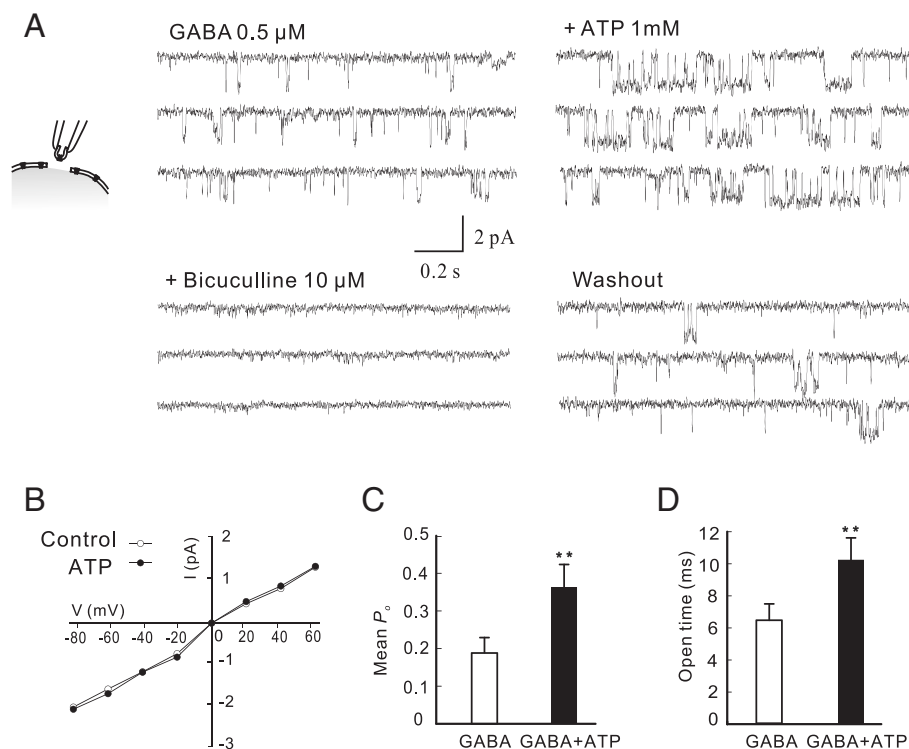 A
GABA 0.5 μM
+ ATP 1mM
2 pA
0.2 s
+ Bicuculline 10 μM
Washout
B
Control
ATP
I (pA)
V (mV)
2
1
-80 -60 -40 -20 0 20 40 60
-1
-2
-3
C
Mean Po
0.5
0.4
0.3
0.2
0.1
0
**
GABA GABA+ATP
D
Open time (ms)
12
10
8
6
4
2
0
**
GABA GABA+ATP